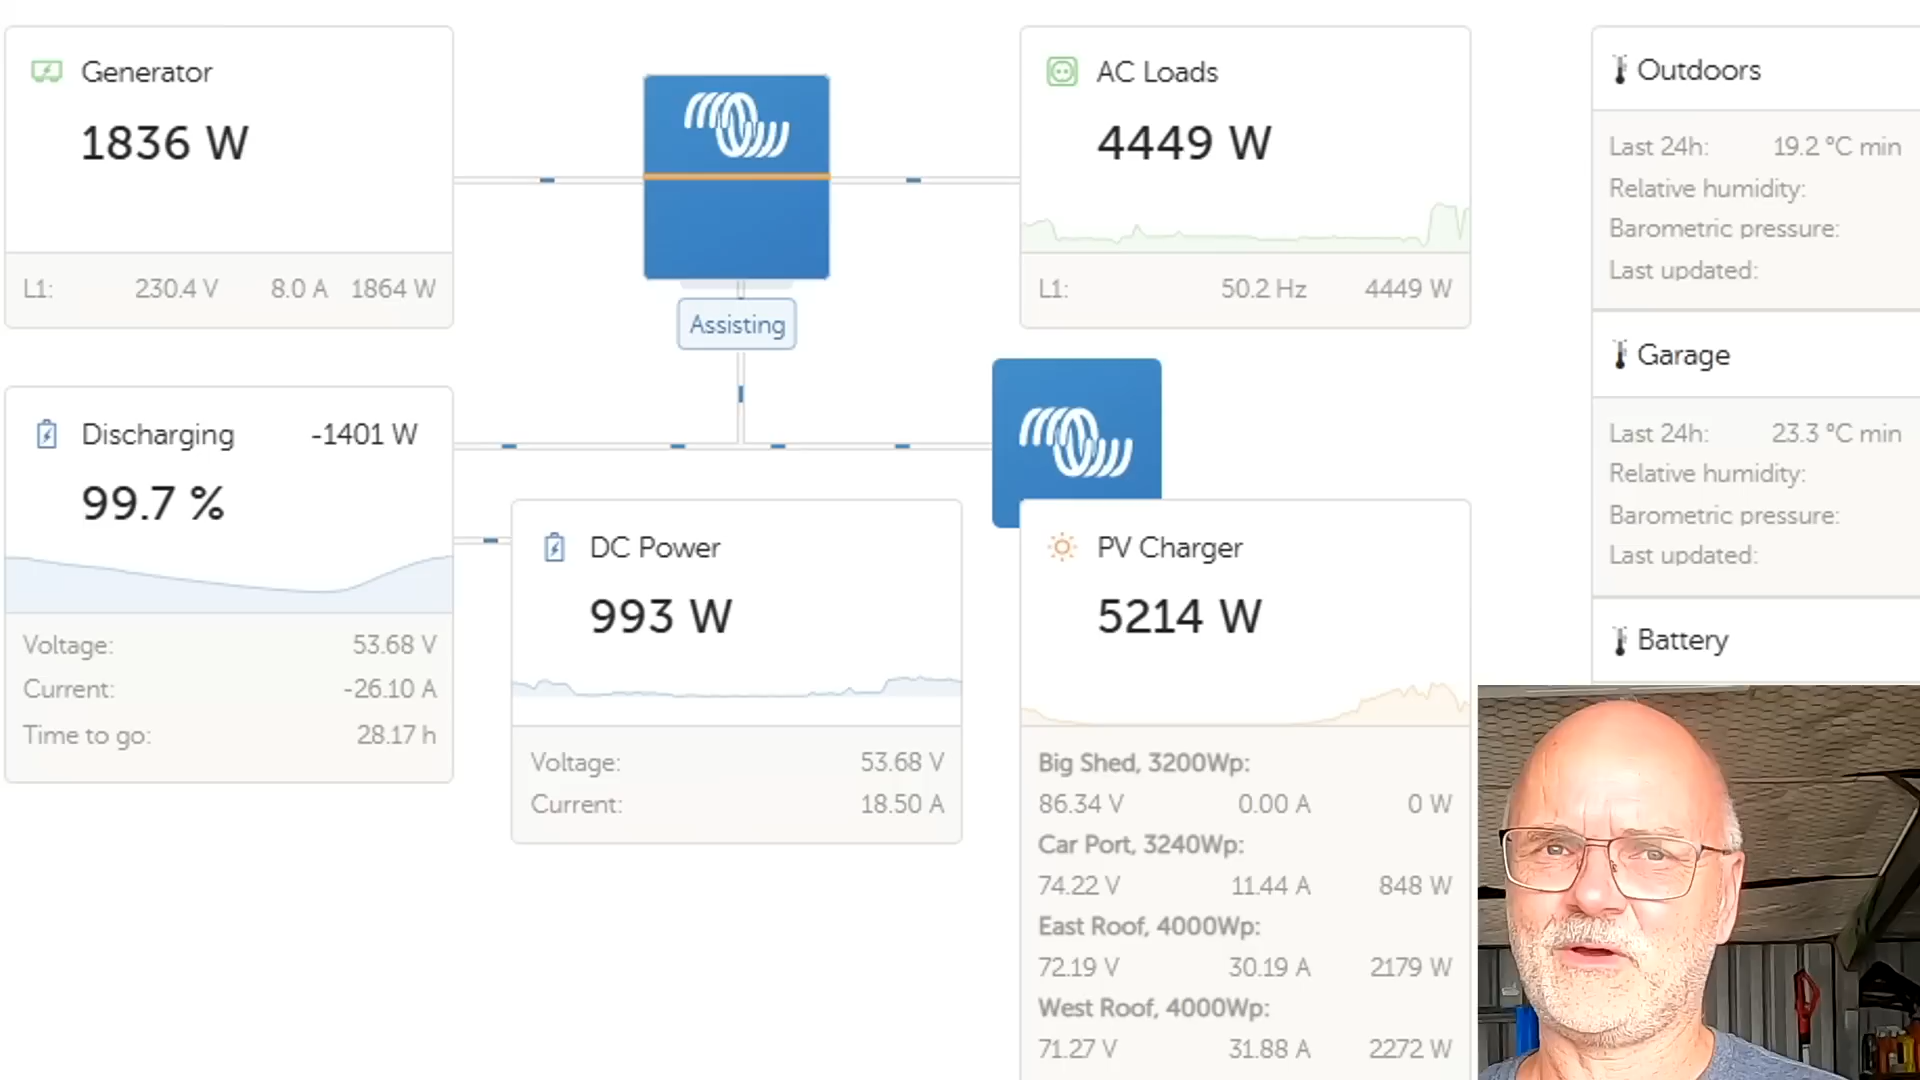 Generator
1836 W
L1: 230.4 V 8.0 A 1864 W
Assisting
AC Loads
4449 W
L1: 50.2 Hz 4449 W
Discharging -1401 W
99.7 %
Voltage: 53.68 V
Current: -26.10 A
Time to go: 28.17 h
DC Power
993 W
Voltage: 53.68 V
Current: 18.50 A
PV Charger
5214 W
Big Shed, 3200Wp:
86.34 V 0.00 A 0 W
Car Port, 3240Wp:
74.22 V 11.44 A 848 W
East Roof, 4000Wp:
72.19 V 30.19 A 2179 W
West Roof, 4000Wp:
71.27 V 31.88 A 2272 W
Outdoors
Last 24h: 19.2 °C min
Relative humidity:
Barometric pressure:
Last updated:
Garage
Last 24h: 23.3 °C min
Relative humidity:
Barometric pressure:
Last updated:
Battery